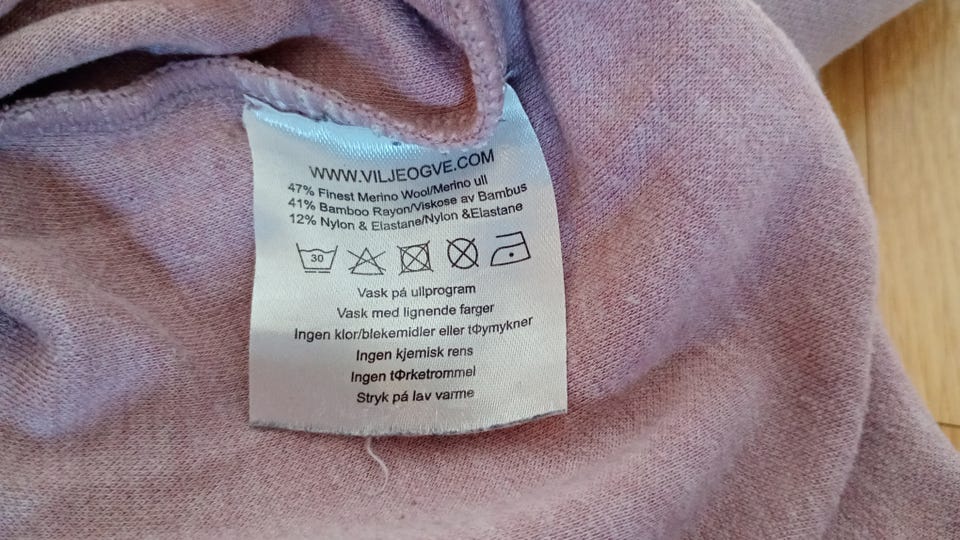 WWW.VILJEOGVE.COM
47% Finest Merino Wool/Merino ull
41% Bamboo Rayon/Viskose av Bambus
12% Nylon & Elastane/Nylon &Elastane
30
Vask på ullprogram
Vask med lignende farger
Ingen klor/blekemidler eller tΦymykner
Ingen kjemisk rens
Ingen tΦrketrommel
Stryk på lav varme